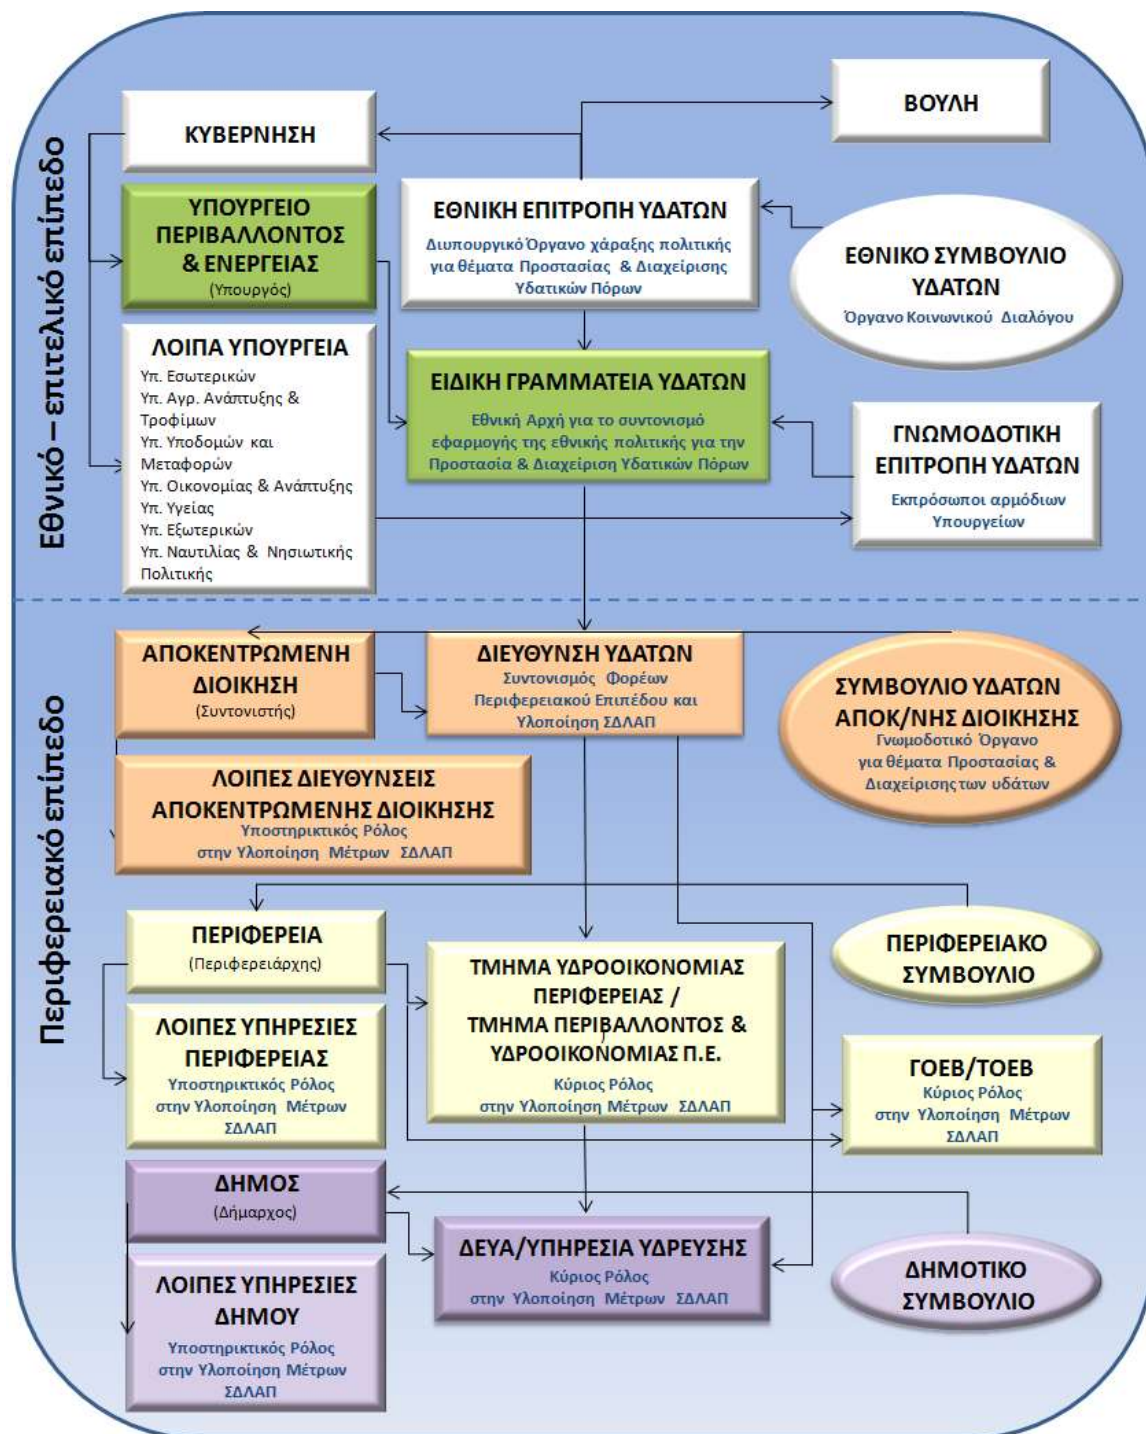 Εθνικό – επιτελικό επίπεδο
ΒΟΥΛΗ
ΚΥΒΕΡΝΗΣΗ
ΥΠΟΥΡΓΕΙΟ
ΠΕΡΙΒΑΛΛΟΝΤΟΣ
& ΕΝΕΡΓΕΙΑΣ
(Υπουργός)
ΕΘΝΙΚΗ ΕΠΙΤΡΟΠΗ ΥΔΑΤΩΝ
Διυπουργικό Όργανο χάραξης πολιτικής
για θέματα Προστασίας & Διαχείρισης
Υδατικών Πόρων
ΕΘΝΙΚΟ ΣΥΜΒΟΥΛΙΟ
ΥΔΑΤΩΝ
Όργανο Κοινωνικού Διαλόγου
ΛΟΙΠΑ ΥΠΟΥΡΓΕΙΑ
Υπ. Εσωτερικών
Υπ. Αγρ. Ανάπτυξης &
Τροφίμων
Υπ. Υποδομών και
Μεταφορών
Υπ. Οικονομίας & Ανάπτυξης
Υπ. Υγείας
Υπ. Εξωτερικών
Υπ. Ναυτιλίας & Νησιωτικής
Πολιτικής
ΕΙΔΙΚΗ ΓΡΑΜΜΑΤΕΙΑ ΥΔΑΤΩΝ
Εθνική Αρχή για το συντονισμό
εφαρμογής της εθνικής πολιτικής για την
Προστασία & Διαχείριση Υδατικών Πόρων
ΓΝΩΜΟΔΟΤΙΚΗ
ΕΠΙΤΡΟΠΗ ΥΔΑΤΩΝ
Εκπρόσωποι αρμόδιων
Υπουργείων
Περιφερειακό επίπεδο
ΑΠΟΚΕΝΤΡΩΜΕΝΗ
ΔΙΟΙΚΗΣΗ
(Συντονιστής)
ΔΙΕΥΘΥΝΣΗ ΥΔΑΤΩΝ
Συντονισμός Φορέων
Περιφερειακού Επιπέδου και
Υλοποίηση ΣΔΛΑΠ
ΣΥΜΒΟΥΛΙΟ ΥΔΑΤΩΝ
ΑΠΟΚ/ΝΗΣ ΔΙΟΙΚΗΣΗΣ
Γνωμοδοτικό Όργανο
για θέματα Προστασίας &
Διαχείρισης των υδάτων
ΛΟΙΠΕΣ ΔΙΕΥΘΥΝΣΕΙΣ
ΑΠΟΚΕΝΤΡΩΜΕΝΗΣ ΔΙΟΙΚΗΣΗΣ
Υποστηρικτικός Ρόλος
στην Υλοποίηση Μέτρων ΣΔΛΑΠ
ΠΕΡΙΦΕΡΕΙΑ
(Περιφερειάρχης)
ΤΜΗΜΑ ΥΔΡΟΟΙΚΟΝΟΜΙΑΣ
ΠΕΡΙΦΕΡΕΙΑΣ /
ΤΜΗΜΑ ΠΕΡΙΒΑΛΛΟΝΤΟΣ &
ΥΔΡΟΟΙΚΟΝΟΜΙΑΣ Π.Ε.
)
Κύριος Ρόλος
στην Υλοποίηση Μέτρων ΣΔΛΑΠ
ΠΕΡΙΦΕΡΕΙΑΚΟ
ΣΥΜΒΟΥΛΙΟ
ΛΟΙΠΕΣ ΥΠΗΡΕΣΙΕΣ
ΠΕΡΙΦΕΡΕΙΑΣ
Υποστηρικτικός Ρόλος
στην Υλοποίηση Μέτρων
ΣΔΛΑΠ
ΓΟΕΒ/ΤΟΕΒ
Κύριος Ρόλος
στην Υλοποίηση Μέτρων
ΣΔΛΑΠ
ΔΗΜΟΣ
(Δήμαρχος)
ΔΕΥΑ/ΥΠΗΡΕΣΙΑ ΥΔΡΕΥΣΗΣ
Κύριος Ρόλος
στην Υλοποίηση Μέτρων ΣΔΛΑΠ
ΔΗΜΟΤΙΚΟ
ΣΥΜΒΟΥΛΙΟ
ΛΟΙΠΕΣ ΥΠΗΡΕΣΙΕΣ
ΔΗΜΟΥ
Υποστηρικτικός Ρόλος
στην Υλοποίηση Μέτρων
ΣΔΛΑΠ